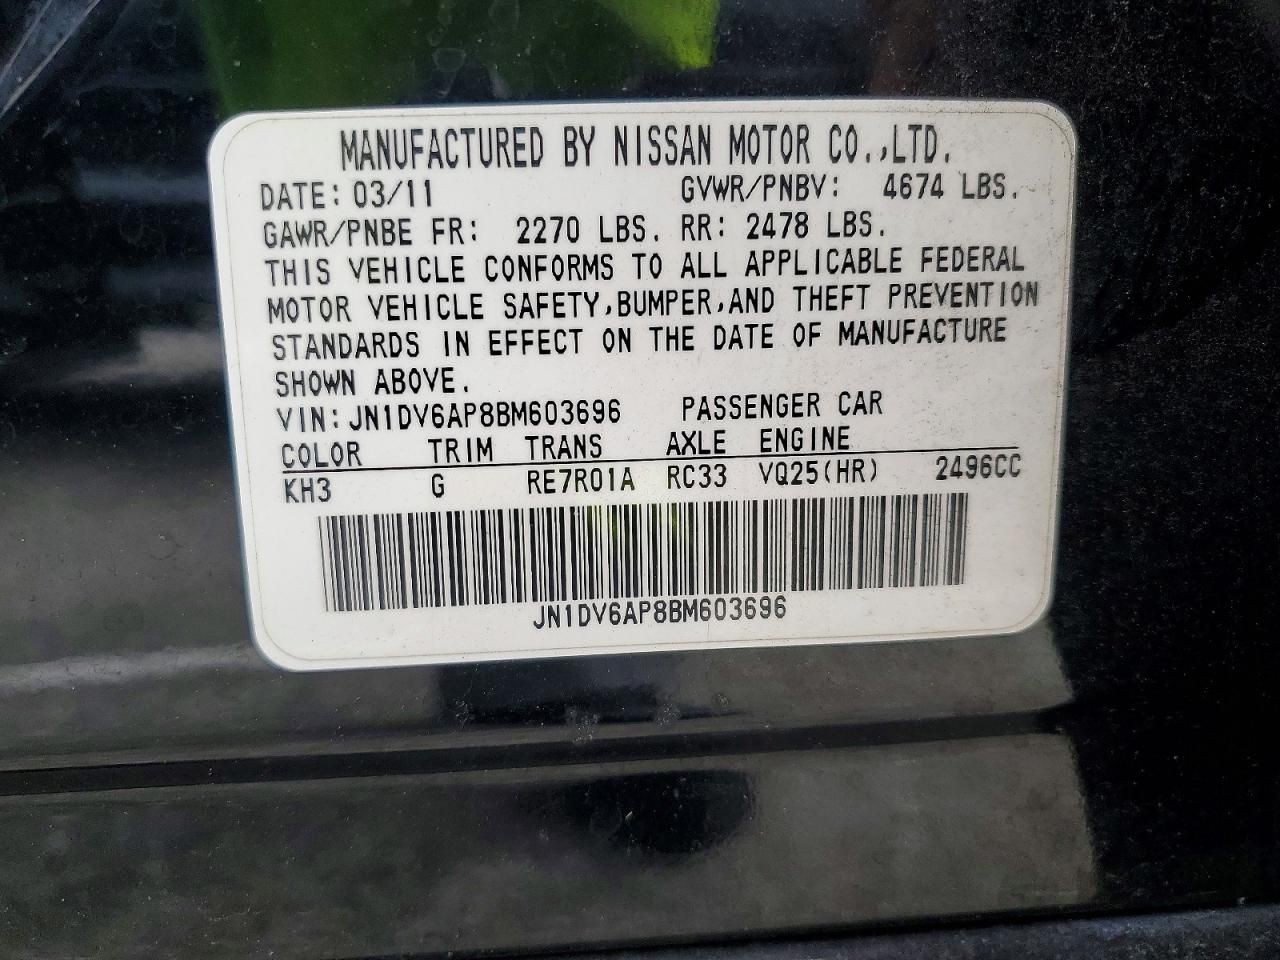 MANUFACTURED BY NISSAN MOTOR CO.,LTD.
DATE: 03/11 GVWR/PNBV: 4674 LBS.
GAWR/PNBE FR: 2270 LBS. RR: 2478 LBS.
THIS VEHICLE CONFORMS TO ALL APPLICABLE FEDERAL
MOTOR VEHICLE SAFETY,BUMPER,AND THEFT PREVENTION
STANDARDS IN EFFECT ON THE DATE OF MANUFACTURE
SHOWN ABOVE.
VIN:JN1DV6AP8BM603696 PASSENGER CAR
COLOR TRIM TRANS AXLE ENGINE
KH3 G RE7R01A RC33 VQ25(HR) 2496CC
JN1DV6AP8BM603696